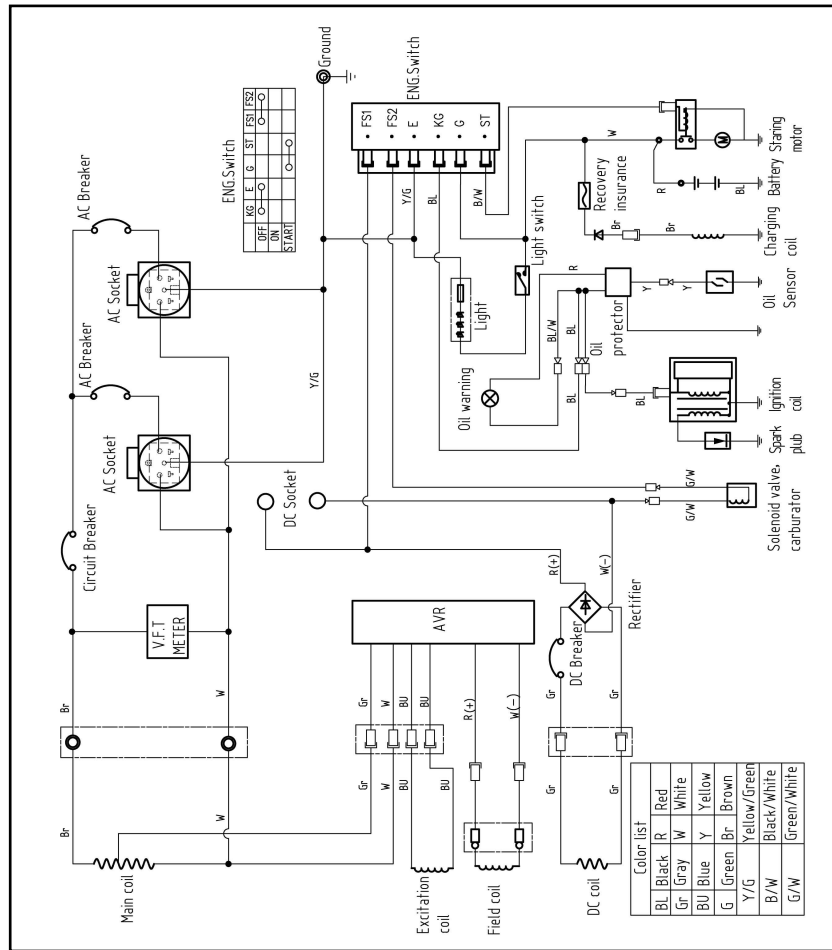 Ground
ENG.Switch
KG E G ST FS1 FS2
OFF
ON
START
ENG.Switch
FS1
FS2
E
KG
G
ST
AC Breaker
AC Socket
AC Breaker
AC Socket
Circuit Breaker
V.F.T
METER
Br
W
Br
W
Main coil
Y/G
Y/G
BL
B/W
W
Light switch
Light
Recovery
insurance
Br
Br
R
BL
Staring
motor
M
Battery
Charging
coil
Oil
Sensor
Y
Y
R
Oil
protector
BL/W
BL
BL
Oil warning
BL
Ignition
coil
Spark
plub
G/W
G/W
Solenoid valve,
carburator
DC Socket
R(+)
W(-)
Rectifier
DC Breaker
Gr
Gr
Gr
Gr
DC coil
AVR
Gr
W
BU
BU
Gr
W
BU
BU
Excitation
coil
R(+)
W(-)
Field coil
Color list
BL Black R Red
Gr Gray W White
BU Blue Y Yellow
G Green Br Brown
Y/G Yellow/Green
B/W Black/White
G/W Green/White